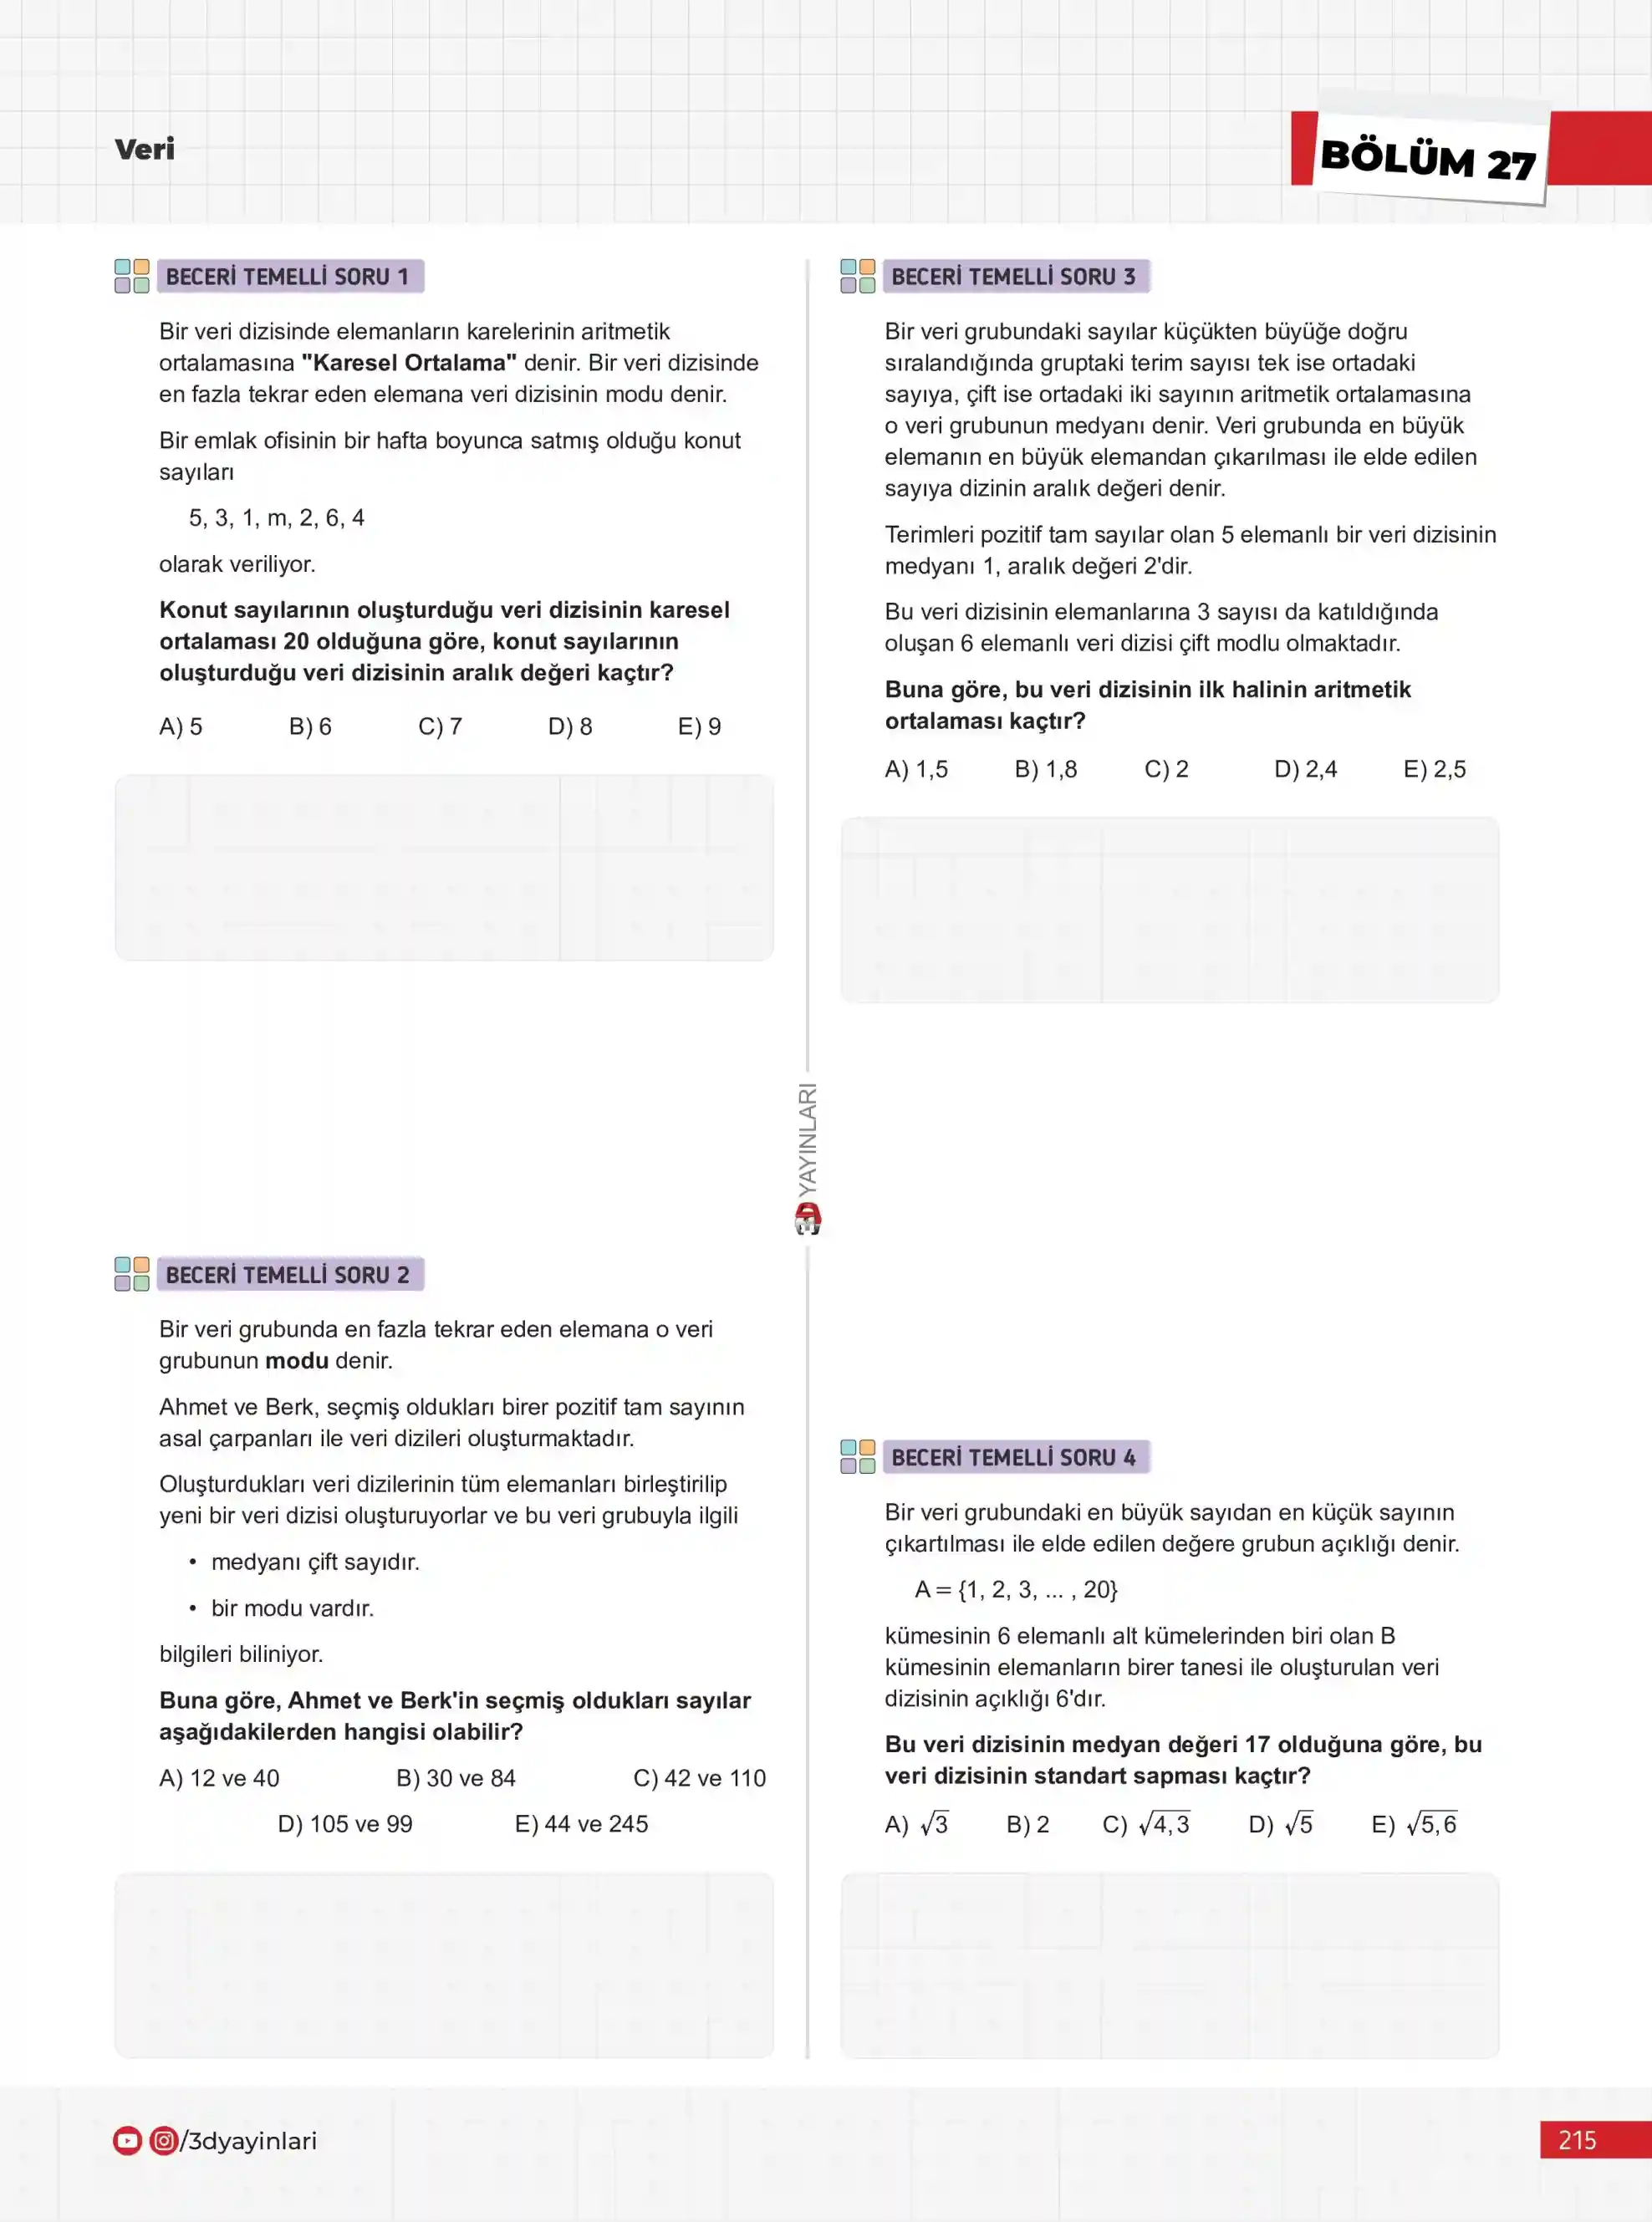 Veri
BÖLÜM 27
BECERİ TEMELLİ SORU 1
Bir veri dizisinde elemanların karelerinin aritmetik
ortalamasına "Karesel Ortalama" denir. Bir veri dizisinde
en fazla tekrar eden elemana veri dizisinin modu denir.
Bir emlak ofisinin bir hafta boyunca satmış olduğu konut
sayıları
5, 3, 1, m, 2, 6, 4
olarak veriliyor.
Konut sayılarının oluşturduğu veri dizisinin karesel
ortalaması 20 olduğuna göre, konut sayılarının
oluşturduğu veri dizisinin aralık değeri kaçtır?
A) 5 B) 6 C) 7 D) 8 E) 9
BECERİ TEMELLİ SORU 2
Bir veri grubunda en fazla tekrar eden elemana o veri
grubunun modu denir.
Ahmet ve Berk, seçmiş oldukları birer pozitif tam sayının
asal çarpanları ile veri dizileri oluşturmaktadır.
Oluşturdukları veri dizilerinin tüm elemanları birleştirilip
yeni bir veri dizisi oluşturuyorlar ve bu veri grubuyla ilgili
• medyanı çift sayıdır.
• bir modu vardır.
bilgileri biliniyor.
Buna göre, Ahmet ve Berk'in seçmiş oldukları sayılar
aşağıdakilerden hangisi olabilir?
A) 12 ve 40 B) 30 ve 84 C) 42 ve 110
D) 105 ve 99 E) 44 ve 245
YAYINLARI
BECERİ TEMELLİ SORU 3
Bir veri grubundaki sayılar küçükten büyüğe doğru
sıralandığında gruptaki terim sayısı tek ise ortadaki
sayıya, çift ise ortadaki iki sayının aritmetik ortalamasına
o veri grubunun medyanı denir. Veri grubunda en büyük
elemanın en büyük elemandan çıkarılması ile elde edilen
sayıya dizinin aralık değeri denir.
Terimleri pozitif tam sayılar olan 5 elemanlı bir veri dizisinin
medyanı 1, aralık değeri 2'dir.
Bu veri dizisinin elemanlarına 3 sayısı da katıldığında
oluşan 6 elemanlı veri dizisi çift modlu olmaktadır.
Buna göre, bu veri dizisinin ilk halinin aritmetik
ortalaması kaçtır?
A) 1,5 B) 1,8 C) 2 D) 2,4 E) 2,5
BECERİ TEMELLİ SORU 4
Bir veri grubundaki en büyük sayıdan en küçük sayının
çıkartılması ile elde edilen değere grubun açıklığı denir.
A = {1, 2, 3, ... , 20}
kümesinin 6 elemanlı alt kümelerinden biri olan B
kümesinin elemanların birer tanesi ile oluşturulan veri
dizisinin açıklığı 6'dır.
Bu veri dizisinin medyan değeri 17 olduğuna göre, bu
veri dizisinin standart sapması kaçtır?
A) √3 B) 2 C) √4,3 D) √5 E) √5,6
/3dyayinlari
215